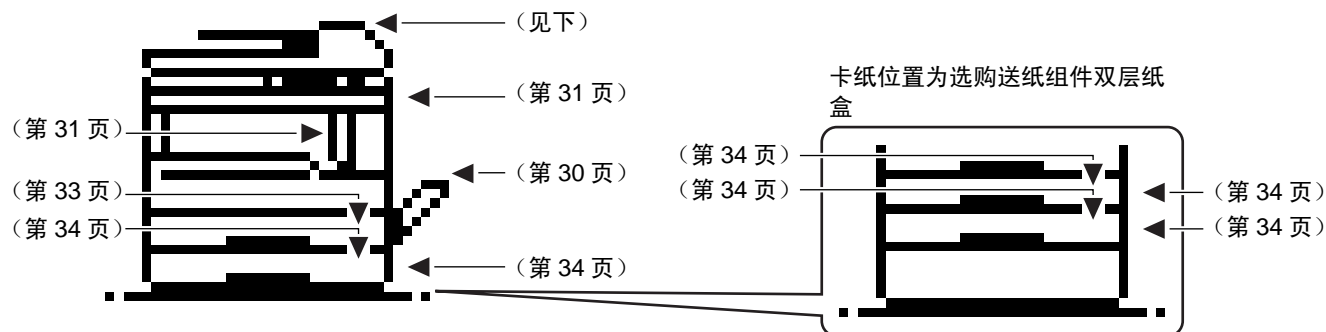 （见下）
（第 31 页）
（第 31 页）
（第 30 页）
（第 33 页）
（第 34 页）
（第 34 页）
卡纸位置为选购送纸组件双层纸
盒
（第 34 页）
（第 34 页）
（第 34 页）
（第 34 页）